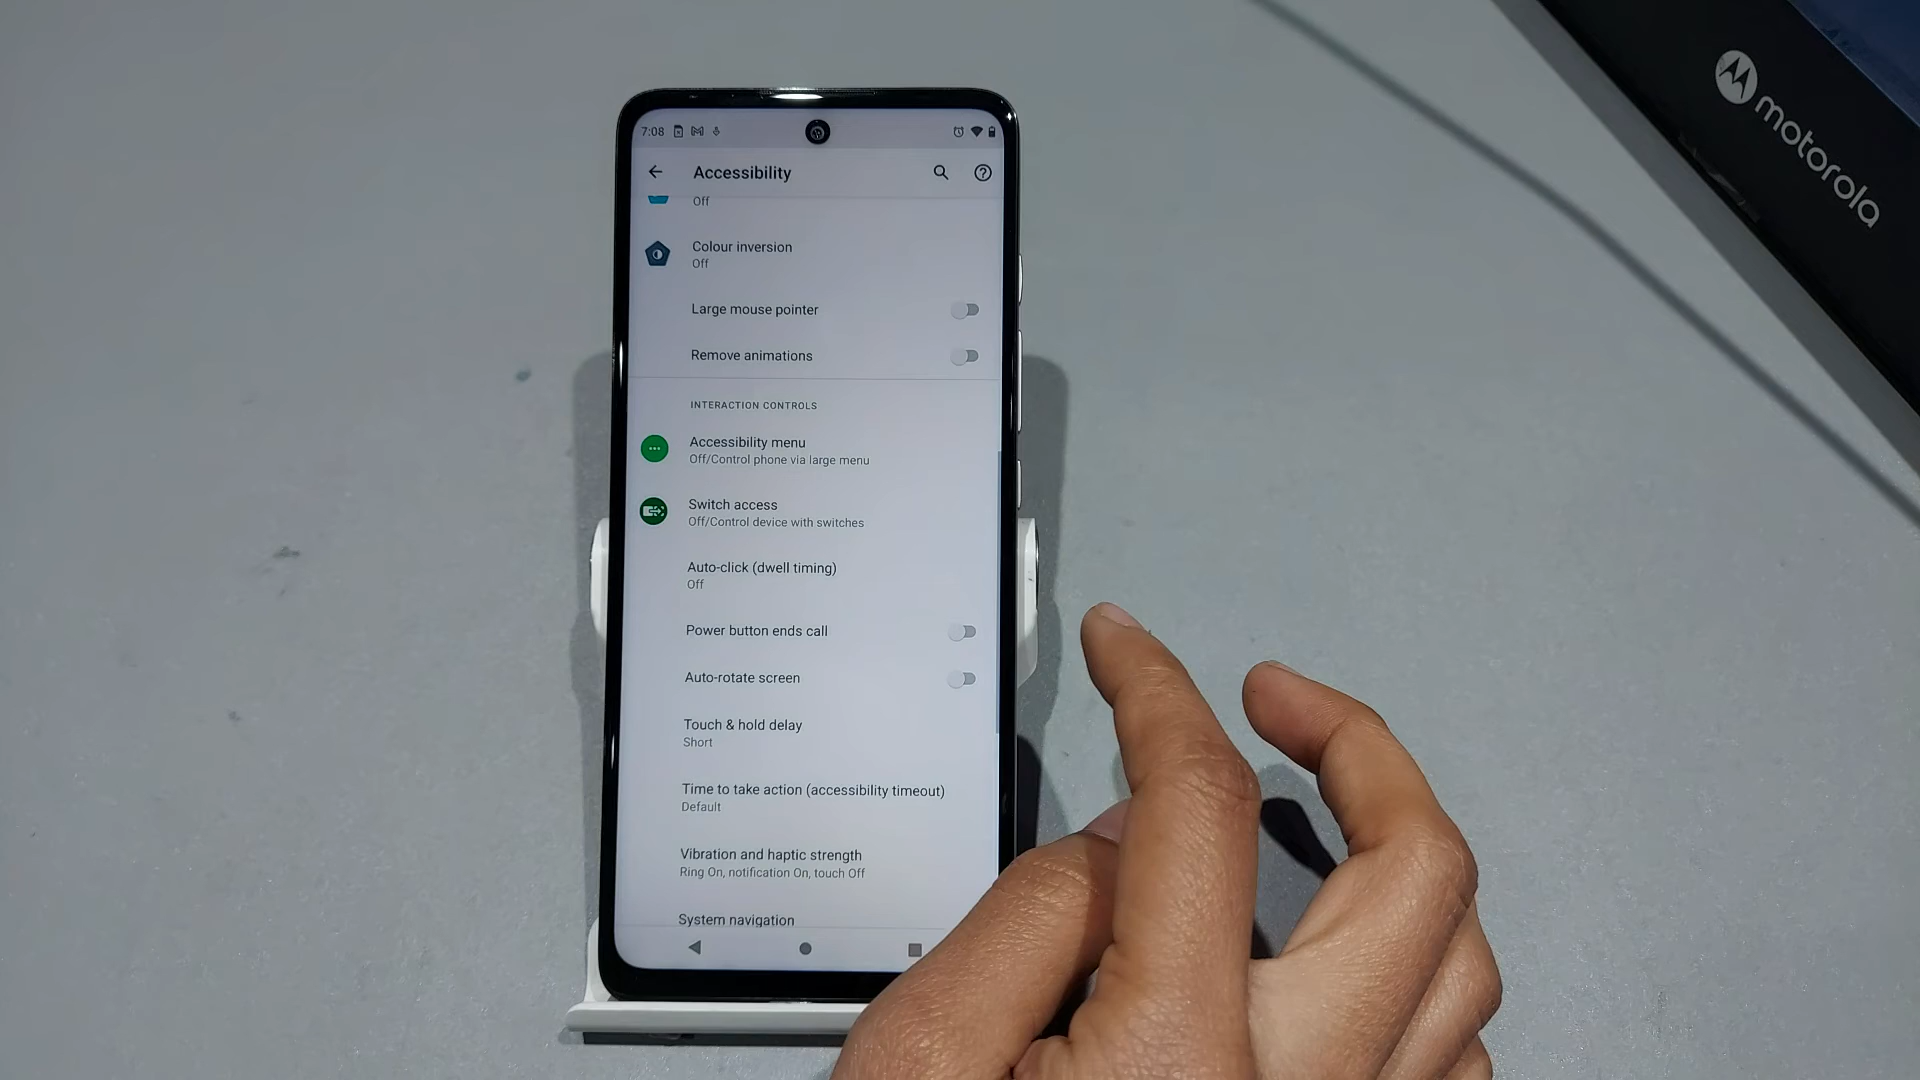 motorola
7:08
Accessibility
Off
Colour inversion
Off
Large mouse pointer
Remove animations
INTERACTION CONTROLS
Accessibility menu
Off/Control phone via large menu
Switch access
Off/Control device with switches
Auto-click (dwell timing)
Off
Power button ends call
Auto-rotate screen
Touch & hold delay
Short
Time to take action (accessibility timeout)
Default
Vibration and haptic strength
Ring On, notification On, touch Off
System navigation